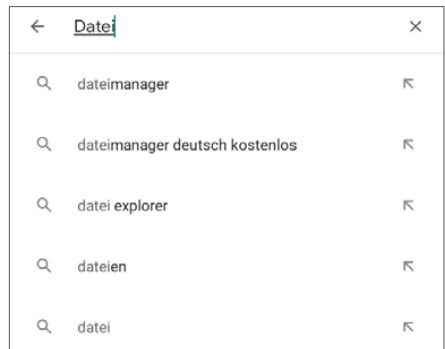 Datei
dateimanager
dateimanager deutsch kostenlos
datei explorer
dateien
datei